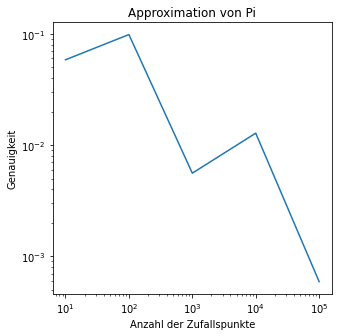 Approximation von Pi
Genauigkeit
10⁻¹
10⁻²
10⁻³
10¹ 10² 10³ 10⁴ 10⁵
Anzahl der Zufallspunkte